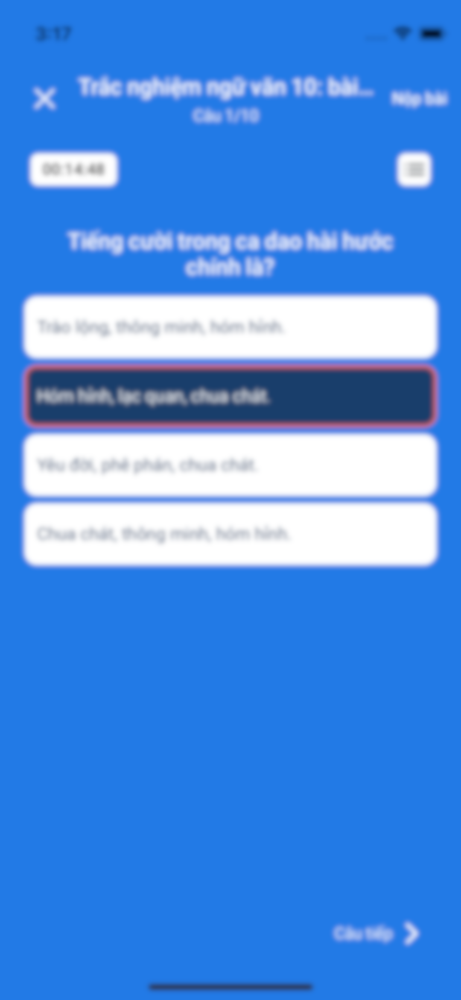 3:17
Trắc nghiệm ngữ văn 10: bài...
Nộp bài
Câu 1/10
00:14:48
Tiếng cười trong ca dao hài hước
chính là?
Trào lộng, thông minh, hóm hỉnh.
Hóm hỉnh, lạc quan, chua chát.
Yêu đời, phê phán, chua chát.
Chua chát, thông minh, hóm hỉnh.
Câu tiếp